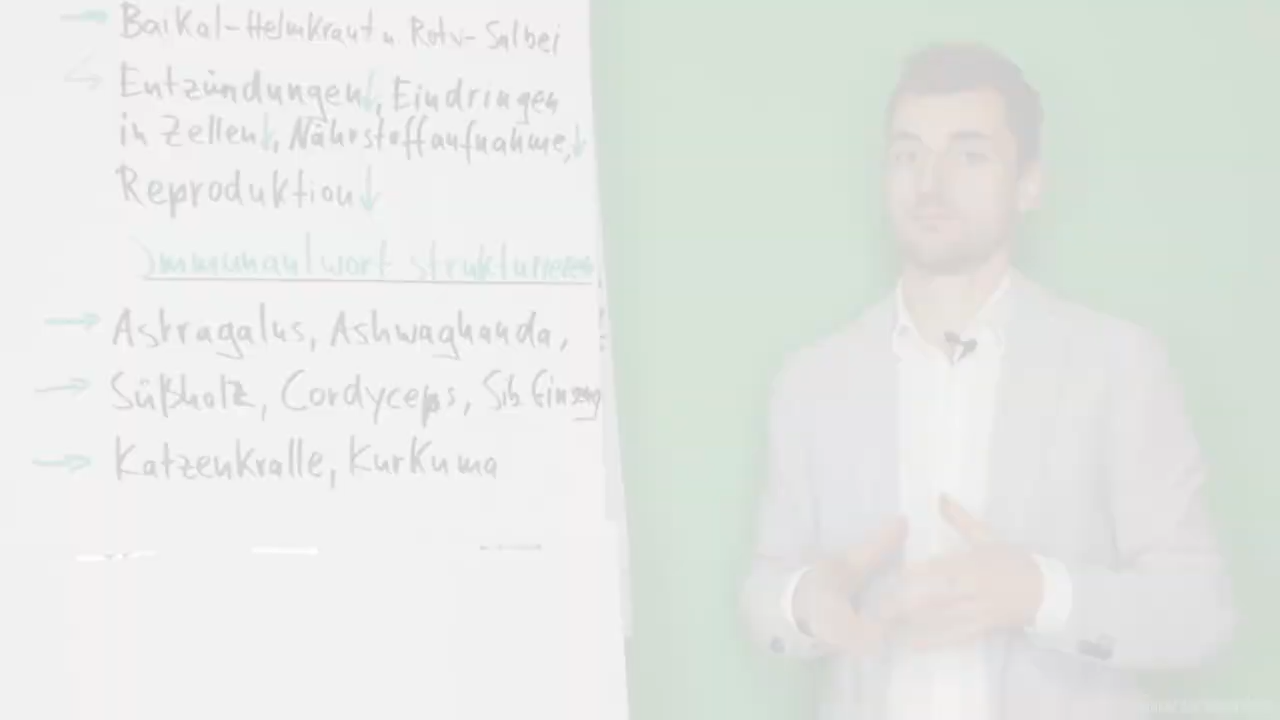 → Baikal-Helmkraut u Rotw-Salbei
→ Entzündungen↓, Eindringen
in Zellen↓, Nährstoffaufnahme,↓
Reproduktion↓
Immunantwort strukturieren
→ Astragalus, Ashwaghanda,
→ Süßholz, Cordyceps, Sib Ginseng
→ Katzenkralle, Kurkuma